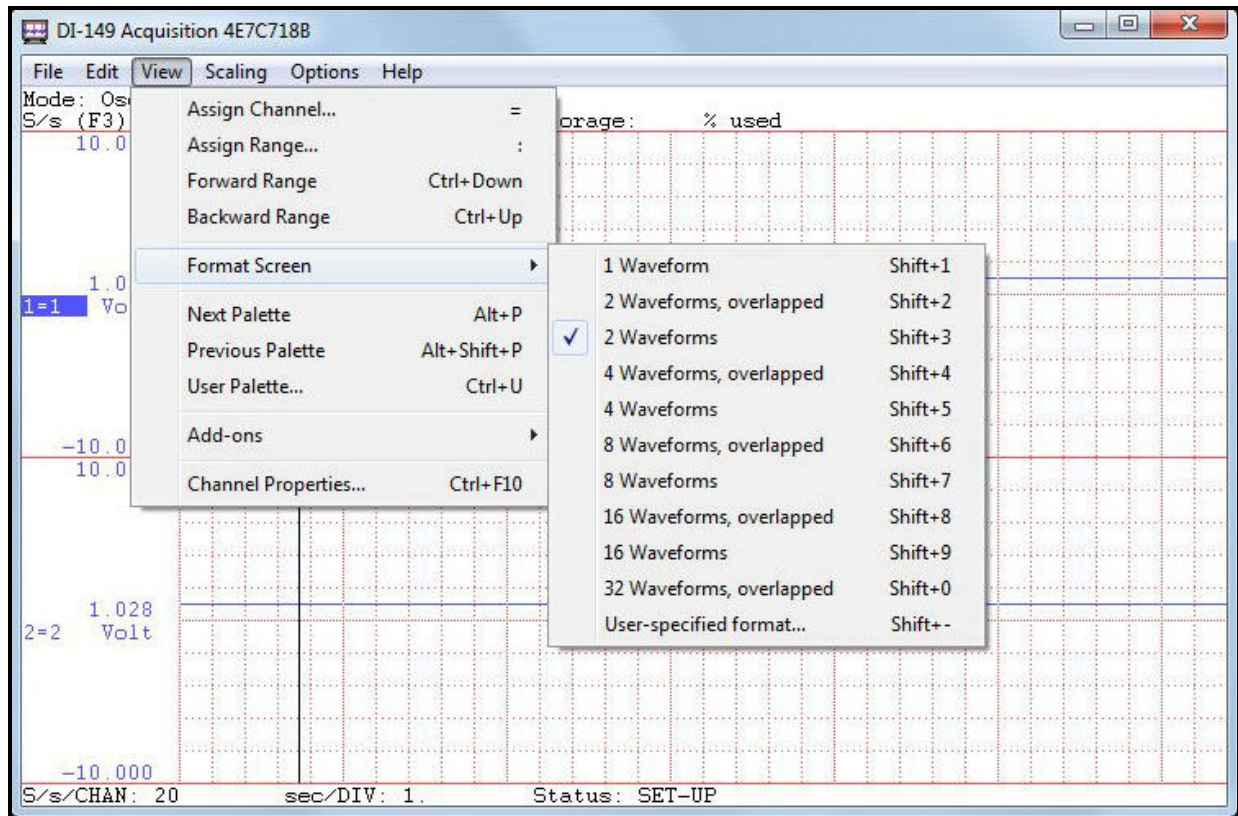 DI-149 Acquisition 4E7C718B
File Edit View Scaling Options Help
Mode:
S/s (F3) % used
10.0
1.0
1=1
-10.0
10.0
1.028
2=2 Volt
-10.000
S/s/CHAN: 20 sec/DIV: 1. Status: SET-UP
Assign Channel... =
Assign Range... :
Forward Range Ctrl+Down
Backward Range Ctrl+Up
Format Screen
Next Palette Alt+P
Previous Palette Alt+Shift+P
User Palette... Ctrl+U
Add-ons
Channel Properties... Ctrl+F10
1 Waveform Shift+1
2 Waveforms, overlapped Shift+2
✓ 2 Waveforms Shift+3
4 Waveforms, overlapped Shift+4
4 Waveforms Shift+5
8 Waveforms, overlapped Shift+6
8 Waveforms Shift+7
16 Waveforms, overlapped Shift+8
16 Waveforms Shift+9
32 Waveforms, overlapped Shift+0
User-specified format... Shift+-